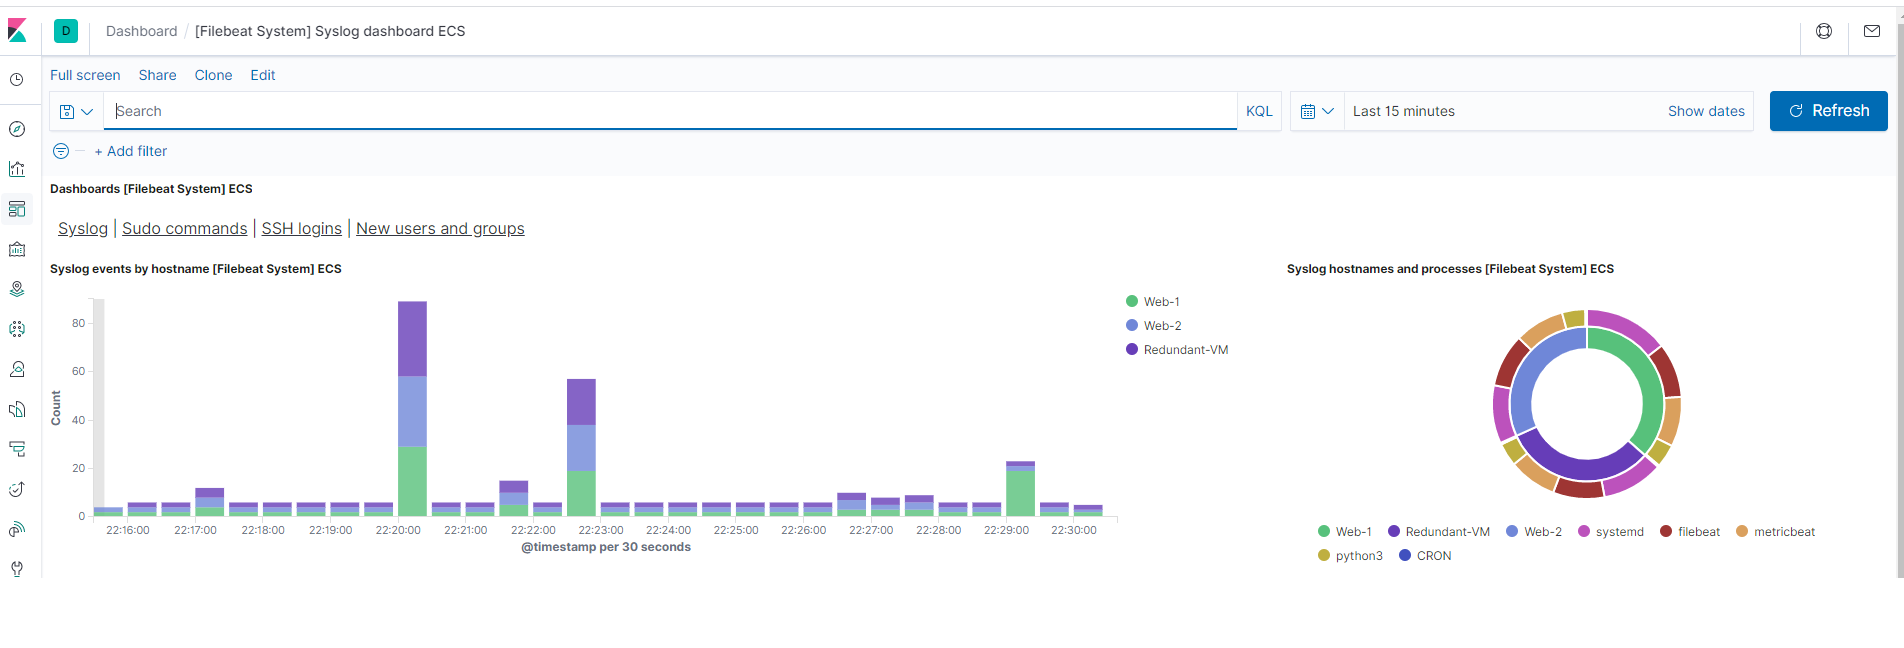 D Dashboard / [Filebeat System] Syslog dashboard ECS
Full screen Share Clone Edit
Search KQL Last 15 minutes Show dates Refresh
+ Add filter
Dashboards [Filebeat System] ECS
Syslog | Sudo commands | SSH logins | New users and groups
Syslog events by hostname [Filebeat System] ECS
80
60
40
20
0
Count
22:16:00 22:17:00 22:18:00 22:19:00 22:20:00 22:21:00 22:22:00 22:23:00 22:24:00 22:25:00 22:26:00 22:27:00 22:28:00 22:29:00 22:30:00
@timestamp per 30 seconds
Web-1
Web-2
Redundant-VM
Syslog hostnames and processes [Filebeat System] ECS
Web-1 Redundant-VM Web-2 systemd filebeat metricbeat
python3 CRON